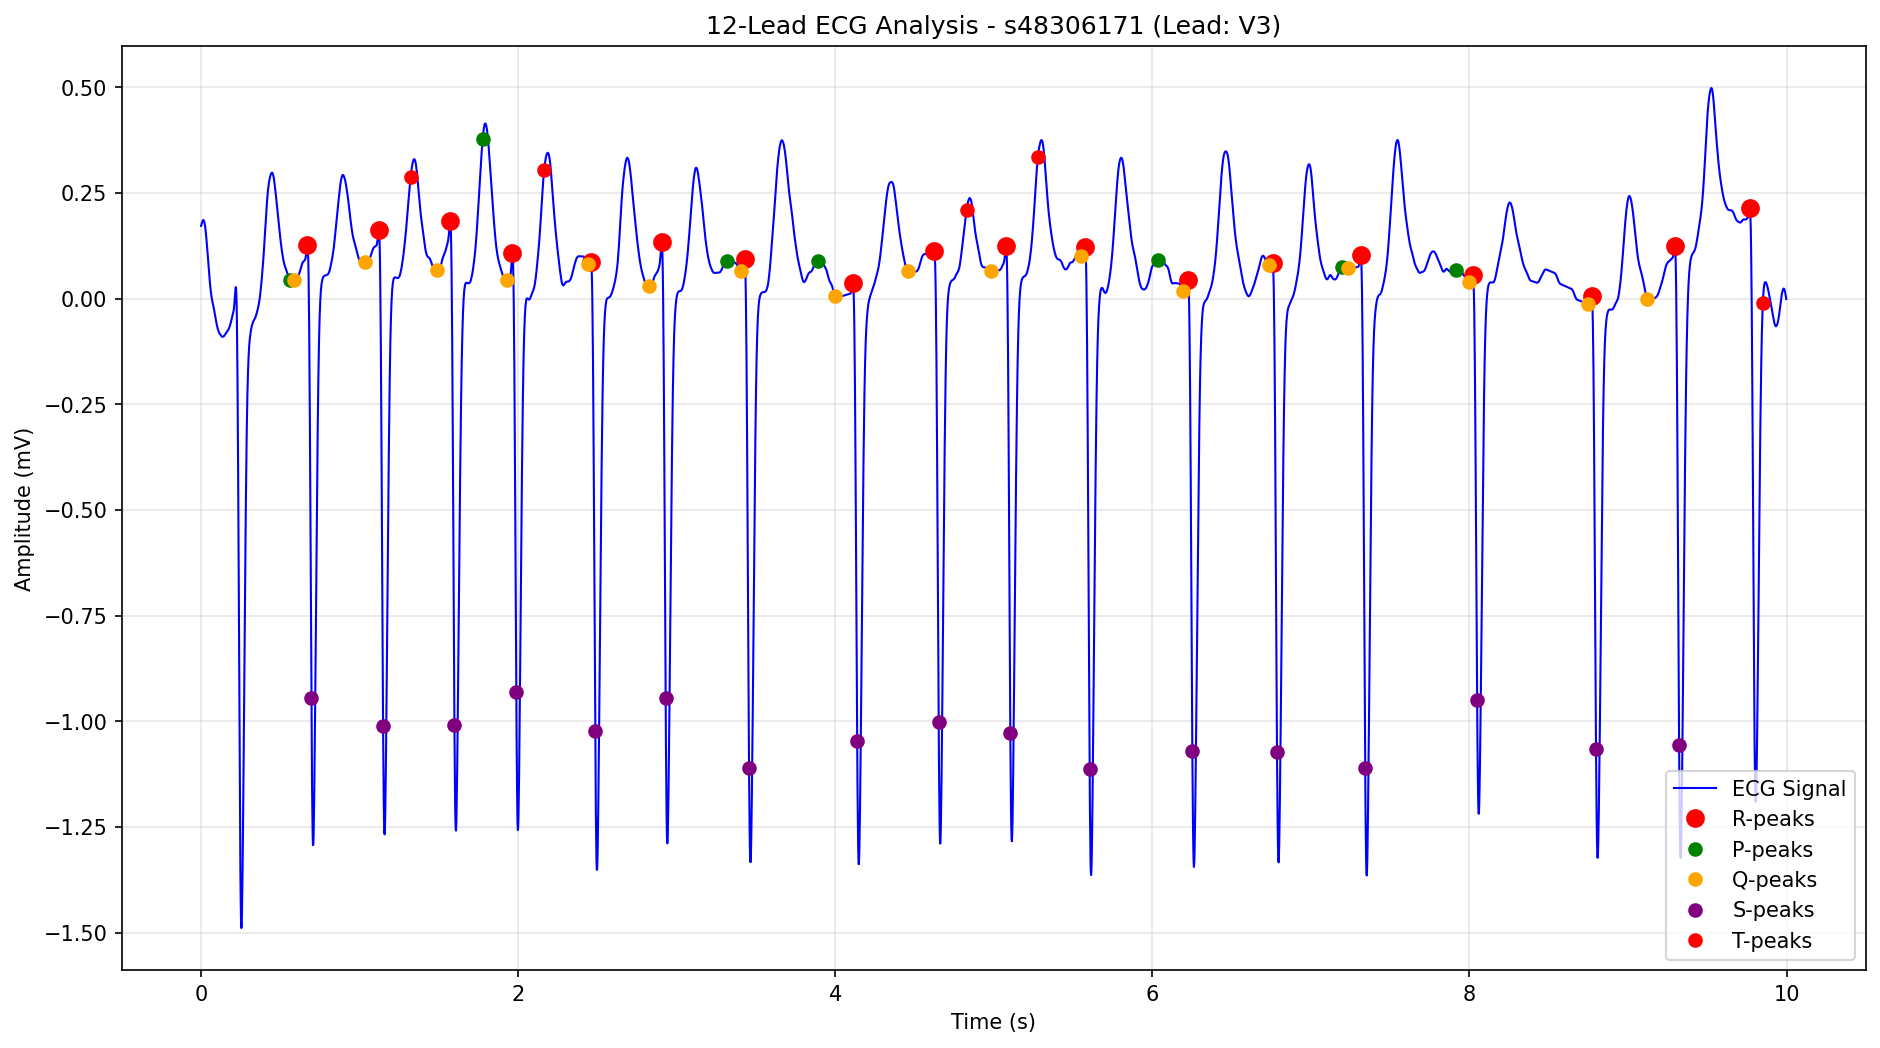 12-Lead ECG Analysis - s48306171 (Lead: V3)
Amplitude (mV)
0.50
0.25
0.00
−0.25
−0.50
−0.75
−1.00
−1.25
−1.50
0 2 4 6 8 10
Time (s)
ECG Signal
R-peaks
P-peaks
Q-peaks
S-peaks
T-peaks